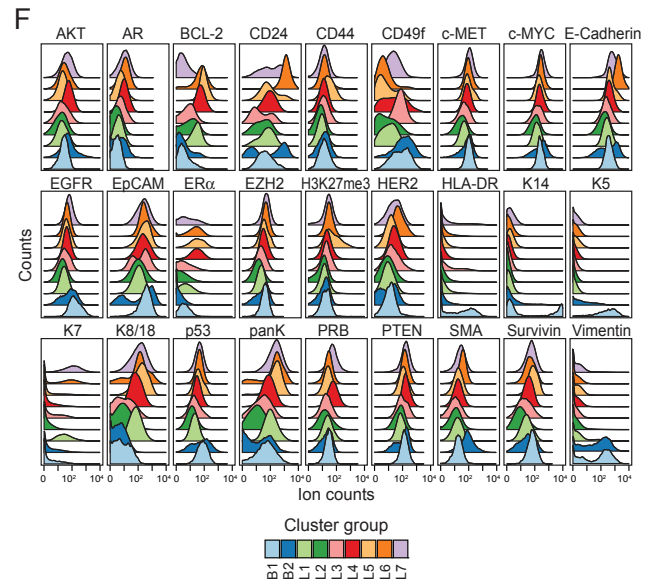 F
AKT AR BCL-2 CD24 CD44 CD49f c-MET c-MYC E-Cadherin
EGFR EpCAM ERα EZH2 H3K27me3 HER2 HLA-DR K14 K5
Counts
K7 K8/18 p53 panK PRB PTEN SMA Survivin Vimentin
0 10² 10⁴ 0 10² 10⁴ 0 10² 10⁴ 0 10² 10⁴ 0 10² 10⁴ 0 10² 10⁴ 0 10² 10⁴ 0 10² 10⁴ 0 10² 10⁴
Ion counts
Cluster group
B1 B2 L1 L2 L3 L4 L5 L6 L7